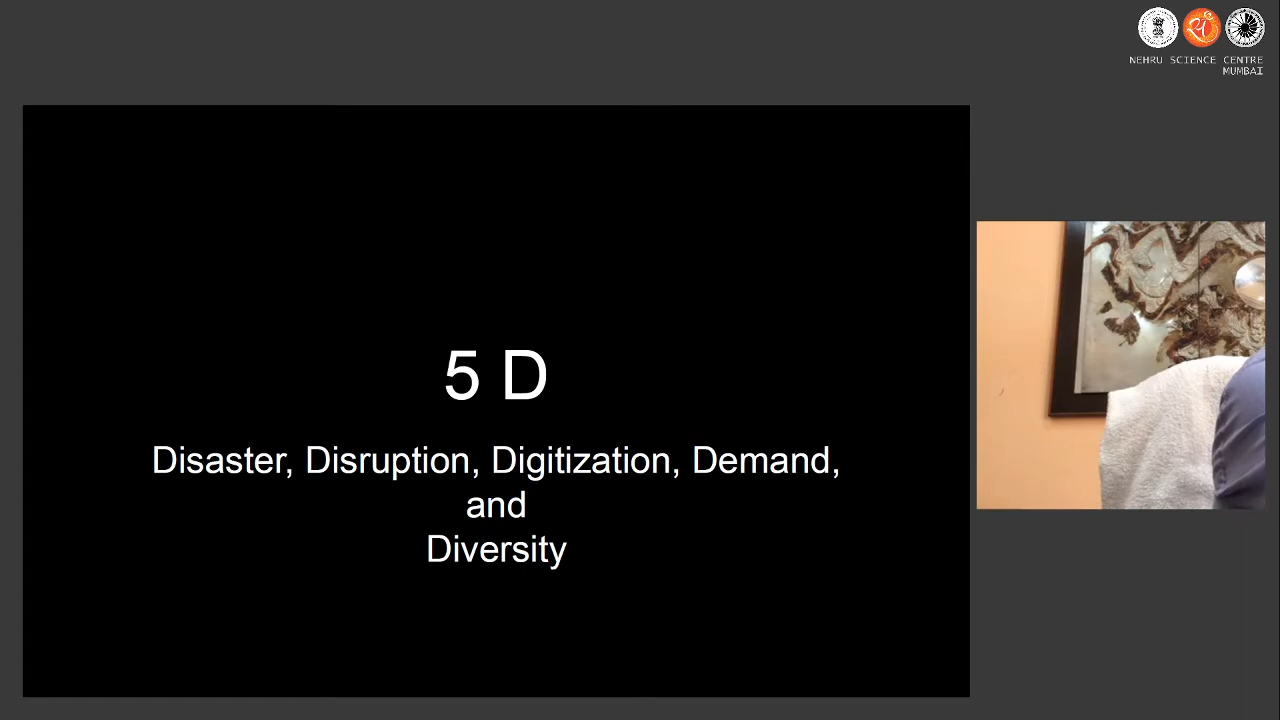 NEHRU SCIENCE CENTRE
MUMBAI
5 D
Disaster, Disruption, Digitization, Demand,
and
Diversity